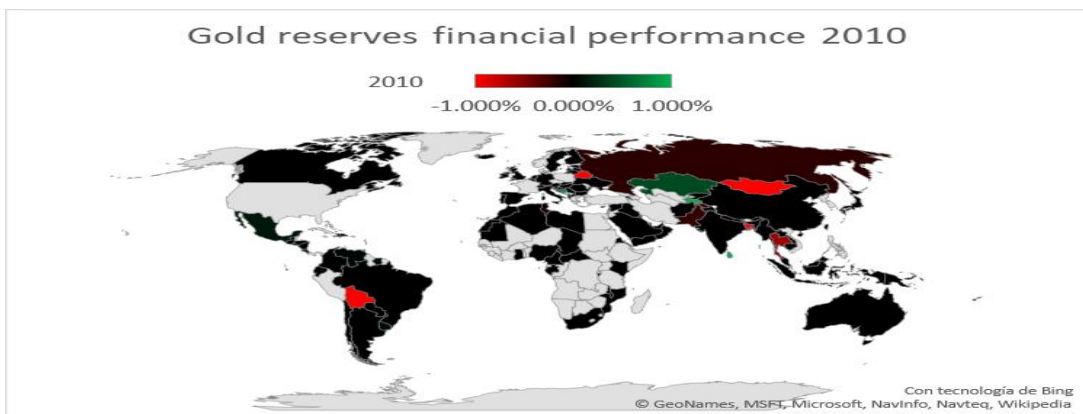 Gold reserves financial performance 2010
2010
-1.000% 0.000% 1.000%
Con tecnología de Bing
© GeoNames, MSFT, Microsoft, NavInfo, Navteq, Wikipedia